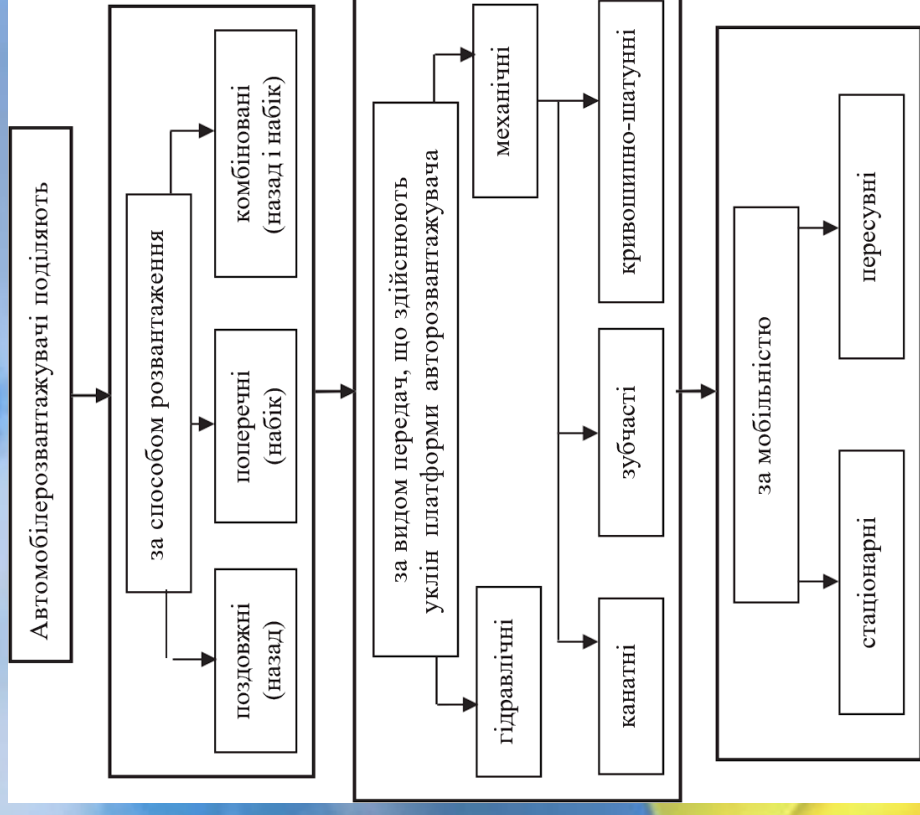 Автомобілерозвантажувачі поділяють
за способом розвантаження
поздовжні
(назад)
поперечні
(набік)
комбіновані
(назад і набік)
за видом передач, що здійснюють
уклін платформи авторозвантажувача
гідравлічні
механічні
канатні
зубчасті
кривошипно-шатунні
за мобільністю
стаціонарні
пересувні